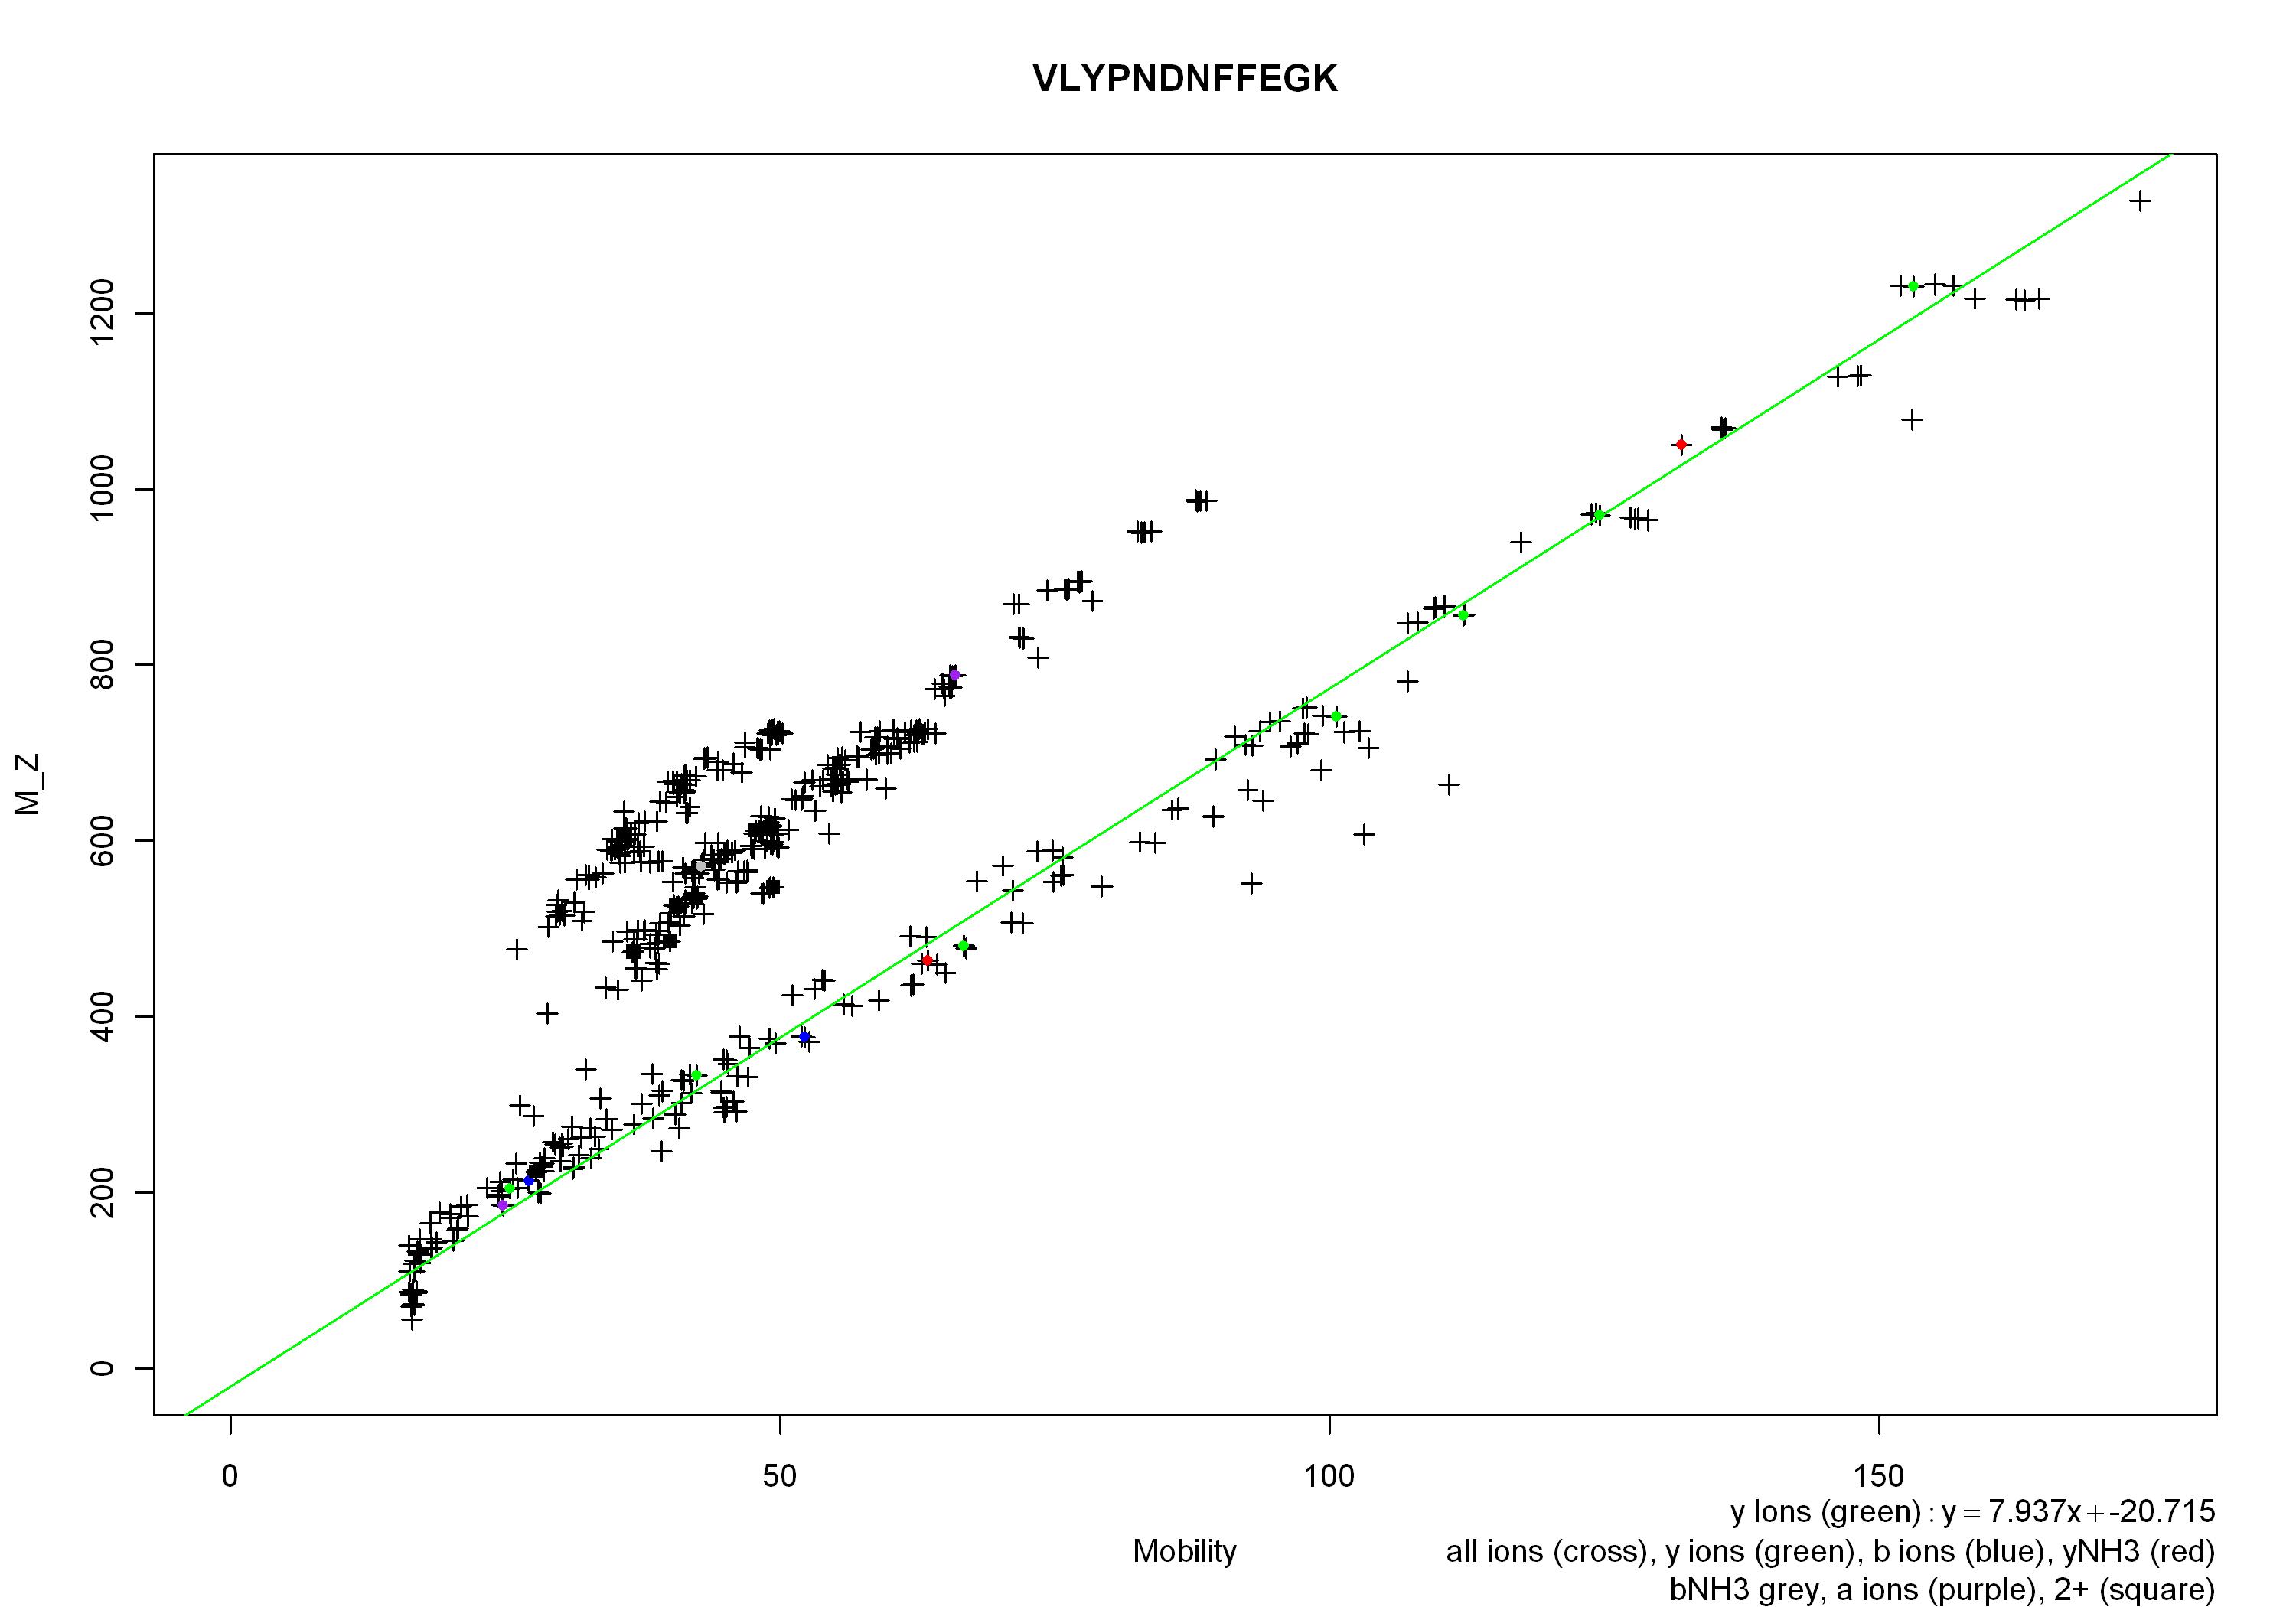 VLYPNDNFFEGK
1200
1000
800
600
400
200
0
M_Z
0 50 100 150
y Ions (green) : y = 7.937x + -20.715
Mobility
all ions (cross), y ions (green), b ions (blue), yNH3 (red)
bNH3 grey, a ions (purple), 2+ (square)